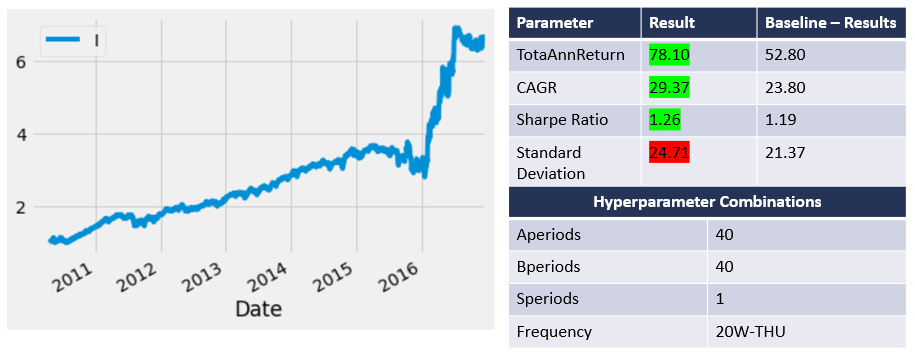 I
6
4
2
2011
2012
2013
2014
2015
2016
Date
Parameter Result Baseline – Results
TotaAnnReturn 78.10 52.80
CAGR 29.37 23.80
Sharpe Ratio 1.26 1.19
Standard 24.71 21.37
Deviation
Hyperparameter Combinations
Aperiods 40
Bperiods 40
Speriods 1
Frequency 20W-THU